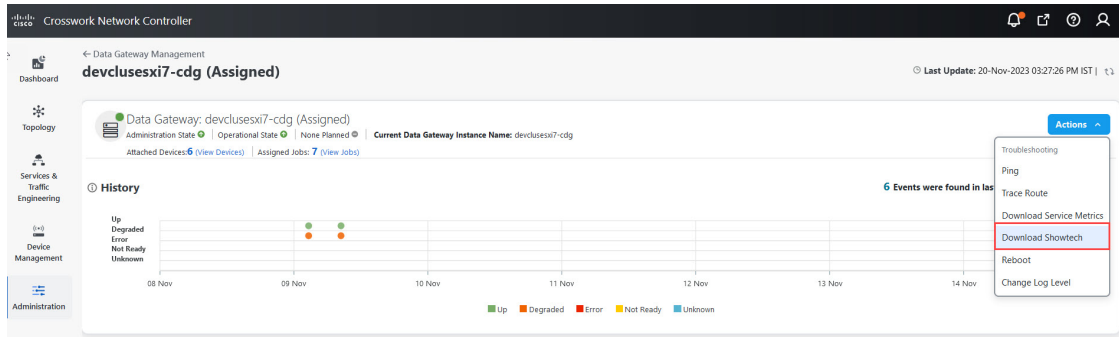 cisco Crosswork Network Controller
Dashboard
Topology
Services &
Traffic
Engineering
Device
Management
Administration
← Data Gateway Management
devclusesxi7-cdg (Assigned)
Last Update: 20-Nov-2023 03:27:26 PM IST |
Data Gateway: devclusesxi7-cdg (Assigned)
Administration State | Operational State | None Planned | Current Data Gateway Instance Name: devclusesxi7-cdg
Attached Devices:6 (View Devices) | Assigned Jobs: 7 (View Jobs)
Actions
Troubleshooting
Ping
Trace Route
Download Service Metrics
Download Showtech
Reboot
Change Log Level
History
6 Events were found in las
Up
Degraded
Error
Not Ready
Unknown
08 Nov 09 Nov 10 Nov 11 Nov 12 Nov 13 Nov 14 Nov
Up Degraded Error Not Ready Unknown